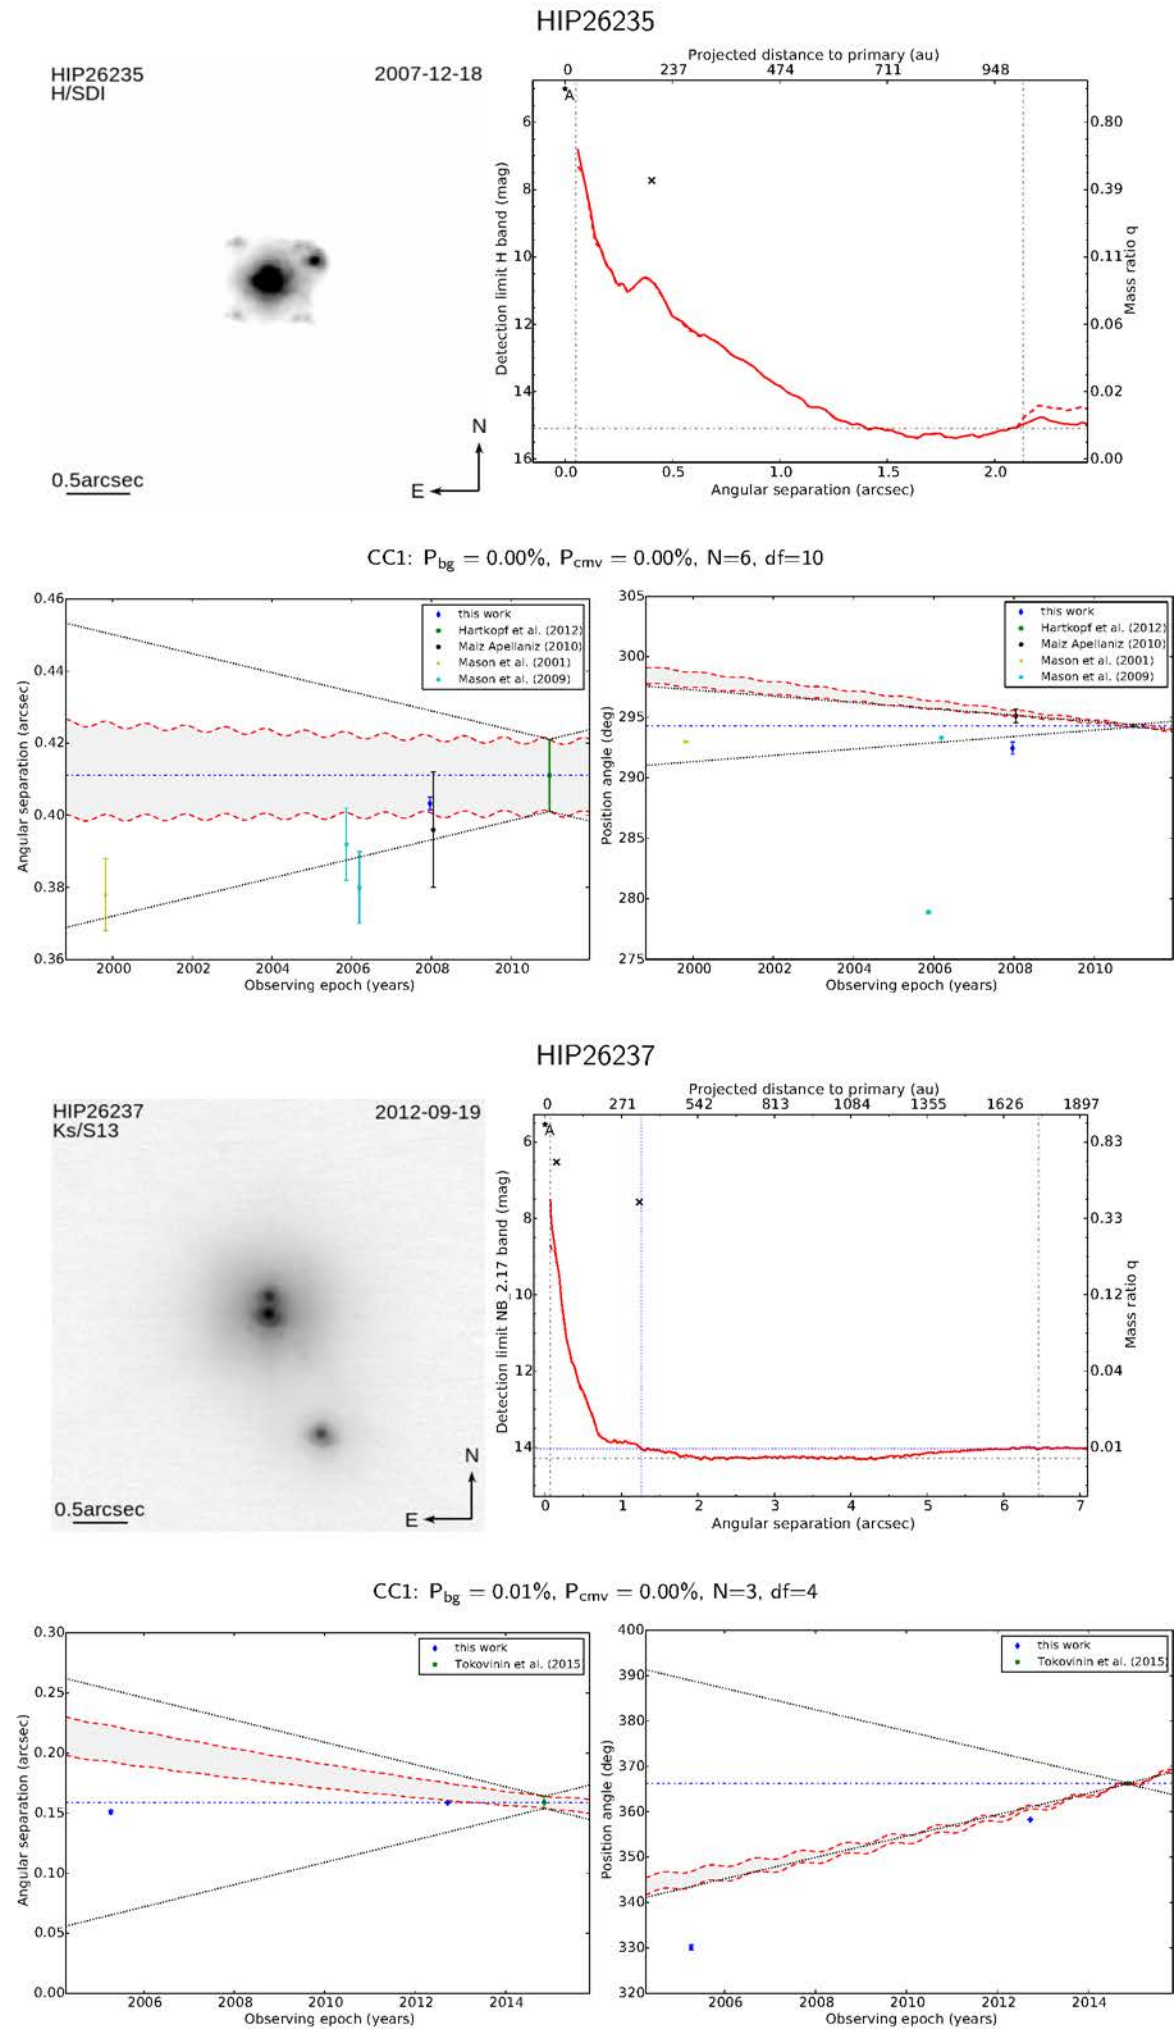 HIP26235
HIP26235
H/SDI
2007-12-18
N
E
0.5arcsec
Projected distance to primary (au)
0 237 474 711 948
A
Detection limit H band (mag)
6
8
10
12
14
16
0.80
0.39
0.11
0.06
0.02
0.00
Mass ratio q
0.0 0.5 1.0 1.5 2.0
Angular separation (arcsec)
CC1: Pbg = 0.00%, Pcmv = 0.00%, N=6, df=10
Angular separation (arcsec)
0.46
0.44
0.42
0.40
0.38
0.36
this work
Hartkopf et al. (2012)
Maiz Apellaniz (2010)
Mason et al. (2001)
Mason et al. (2009)
2000 2002 2004 2006 2008 2010
Observing epoch (years)
Position angle (deg)
305
300
295
290
285
280
275
this work
Hartkopf et al. (2012)
Maiz Apellaniz (2010)
Mason et al. (2001)
Mason et al. (2009)
2000 2002 2004 2006 2008 2010
Observing epoch (years)
HIP26237
HIP26237
Ks/S13
2012-09-19
N
E
0.5arcsec
Projected distance to primary (au)
0 271 542 813 1084 1355 1626 1897
A
Detection limit NB_2.17 band (mag)
6
8
10
12
14
0.83
0.33
0.12
0.04
0.01
Mass ratio q
0 1 2 3 4 5 6 7
Angular separation (arcsec)
CC1: Pbg = 0.01%, Pcmv = 0.00%, N=3, df=4
Angular separation (arcsec)
0.30
0.25
0.20
0.15
0.10
0.05
0.00
this work
Tokovinin et al. (2015
2006 2008 2010 2012 2014
Observing epoch (years)
Position angle (deg)
400
390
380
370
360
350
340
330
320
this work
Tokovinin et al. (2015)
2006 2008 2010 2012 2014
Observing epoch (years)